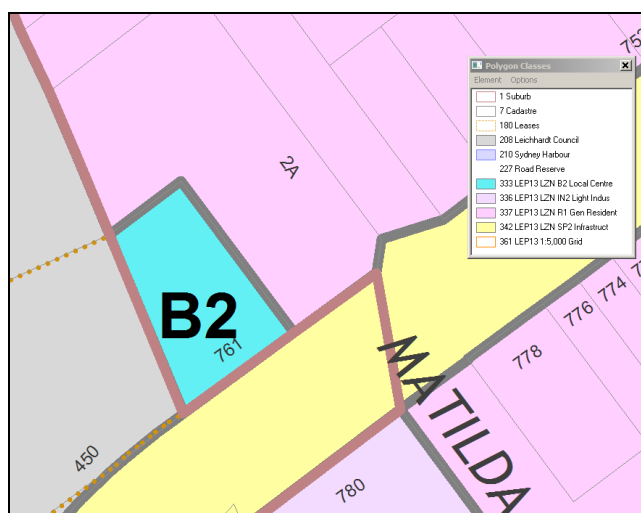 752
2A
Polygon Classes
Element Options
1 Suburb
7 Cadastre
180 Leases
208 Leichhardt Council
210 Sydney Harbour
227 Road Reserve
333 LEP13 LZN B2 Local Centre
336 LEP13 LZN IN2 Light Indus
337 LEP13 LZN R1 Gen Resident
342 LEP13 LZN SP2 Infrastruct
361 LEP13 1:5,000 Grid
B2
761
774
776
778
MATILDA
450
780